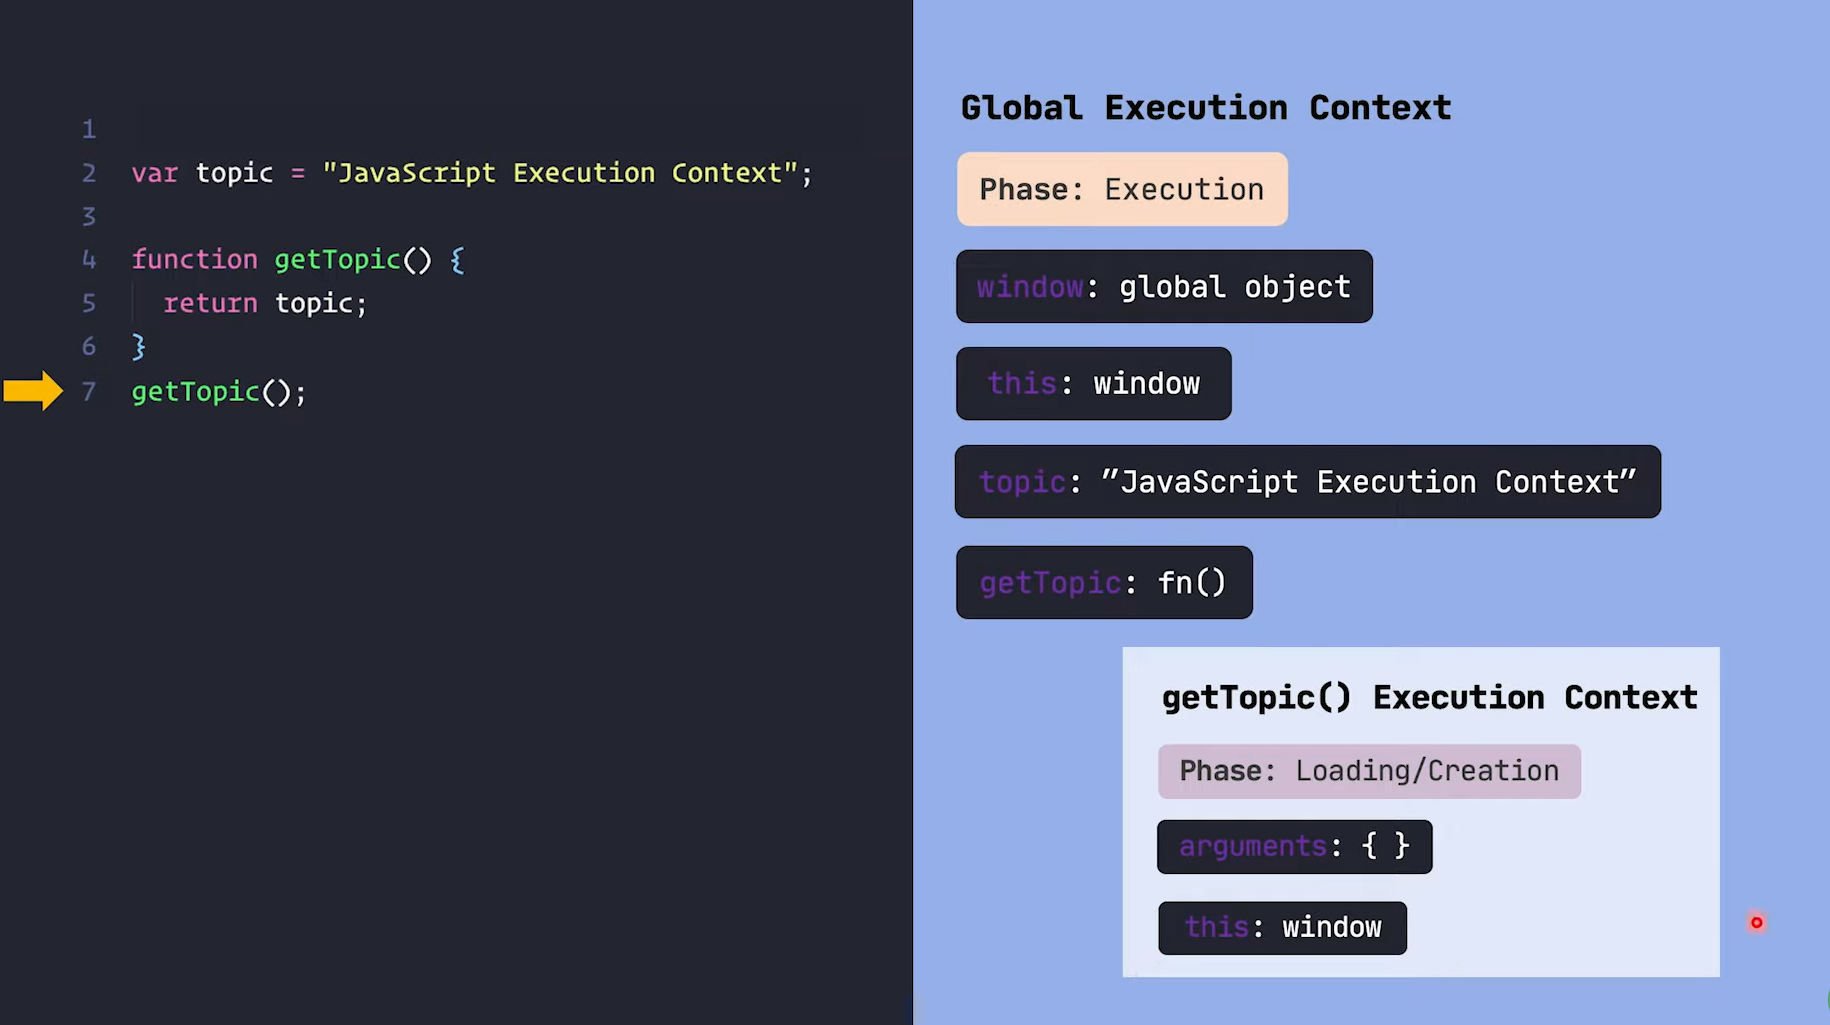 1
2 var topic = "JavaScript Execution Context";
3
4 function getTopic() {
5 return topic;
6 }
7 getTopic();
Global Execution Context
Phase: Execution
window: global object
this: window
topic: ”JavaScript Execution Context”
getTopic: fn()
getTopic() Execution Context
Phase: Loading/Creation
arguments: { }
this: window